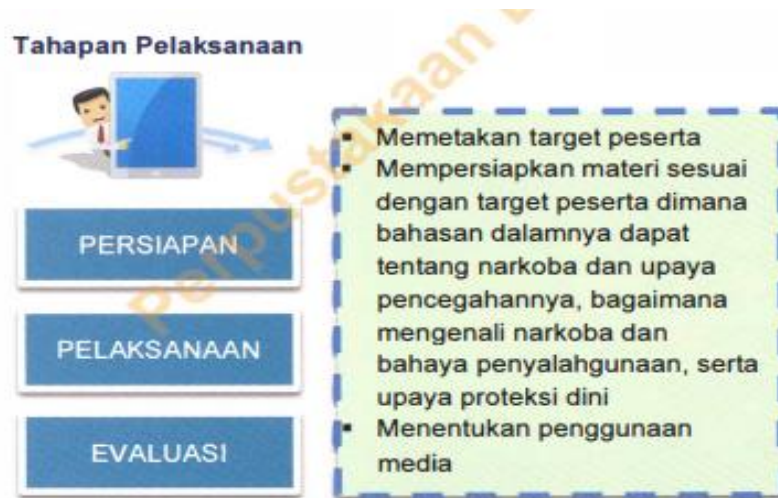 Tahapan Pelaksanaan
PERSIAPAN
PELAKSANAAN
EVALUASI
▪ Memetakan target peserta
▪ Mempersiapkan materi sesuai
dengan target peserta dimana
bahasan dalamnya dapat
tentang narkoba dan upaya
pencegahannya, bagaimana
mengenali narkoba dan
bahaya penyalahgunaan, serta
upaya proteksi dini
▪ Menentukan penggunaan
media
Perpustakaan